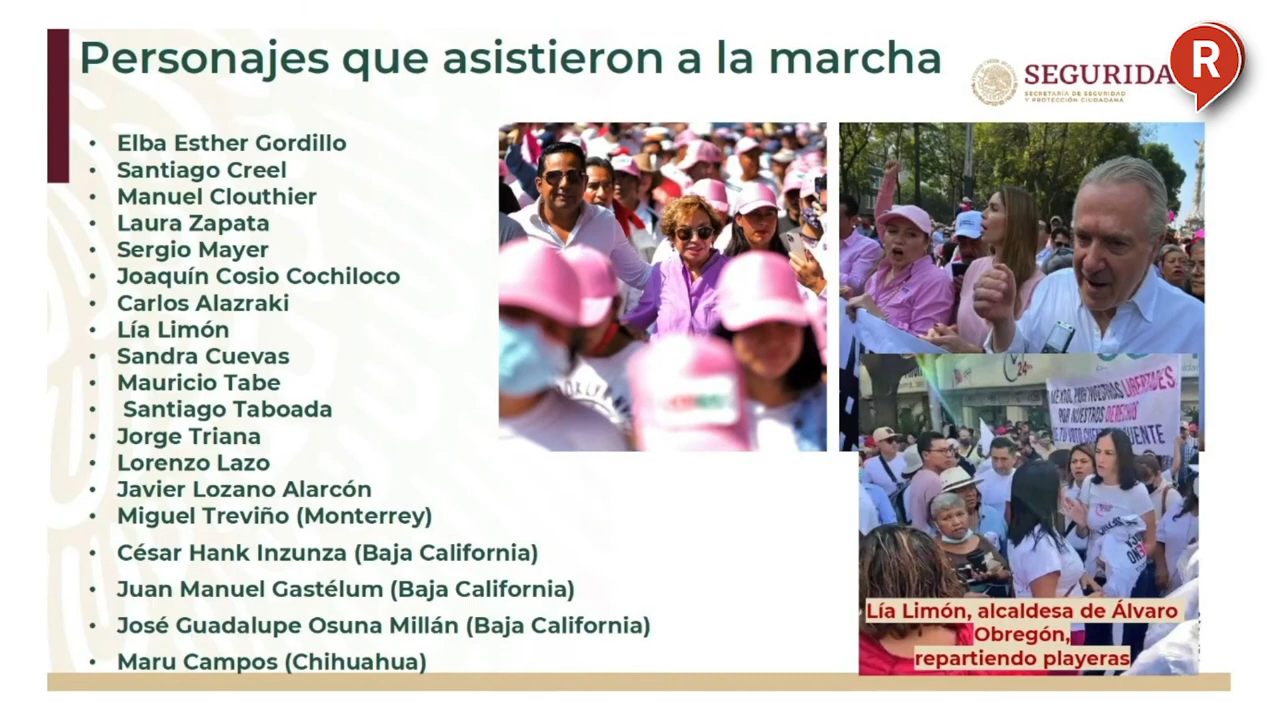 Personajes que asistieron a la marcha
SEGURIDA
SECRETARÍA DE SEGURIDAD
Y PROTECCIÓN CIUDADANA
R
• Elba Esther Gordillo
• Santiago Creel
• Manuel Clouthier
• Laura Zapata
• Sergio Mayer
• Joaquín Cosio Cochiloco
• Carlos Alazraki
• Lía Limón
• Sandra Cuevas
• Mauricio Tabe
• Santiago Taboada
• Jorge Triana
• Lorenzo Lazo
• Javier Lozano Alarcón
• Miguel Treviño (Monterrey)
• César Hank Inzunza (Baja California)
• Juan Manuel Gastélum (Baja California)
• José Guadalupe Osuna Millán (Baja California)
• Maru Campos (Chihuahua)
24
POR NUESTRAS LIBERTADES
POR NUESTROS DERECHOS
TU VOTO
Lía Limón, alcaldesa de Álvaro
Obregón,
repartiendo playeras